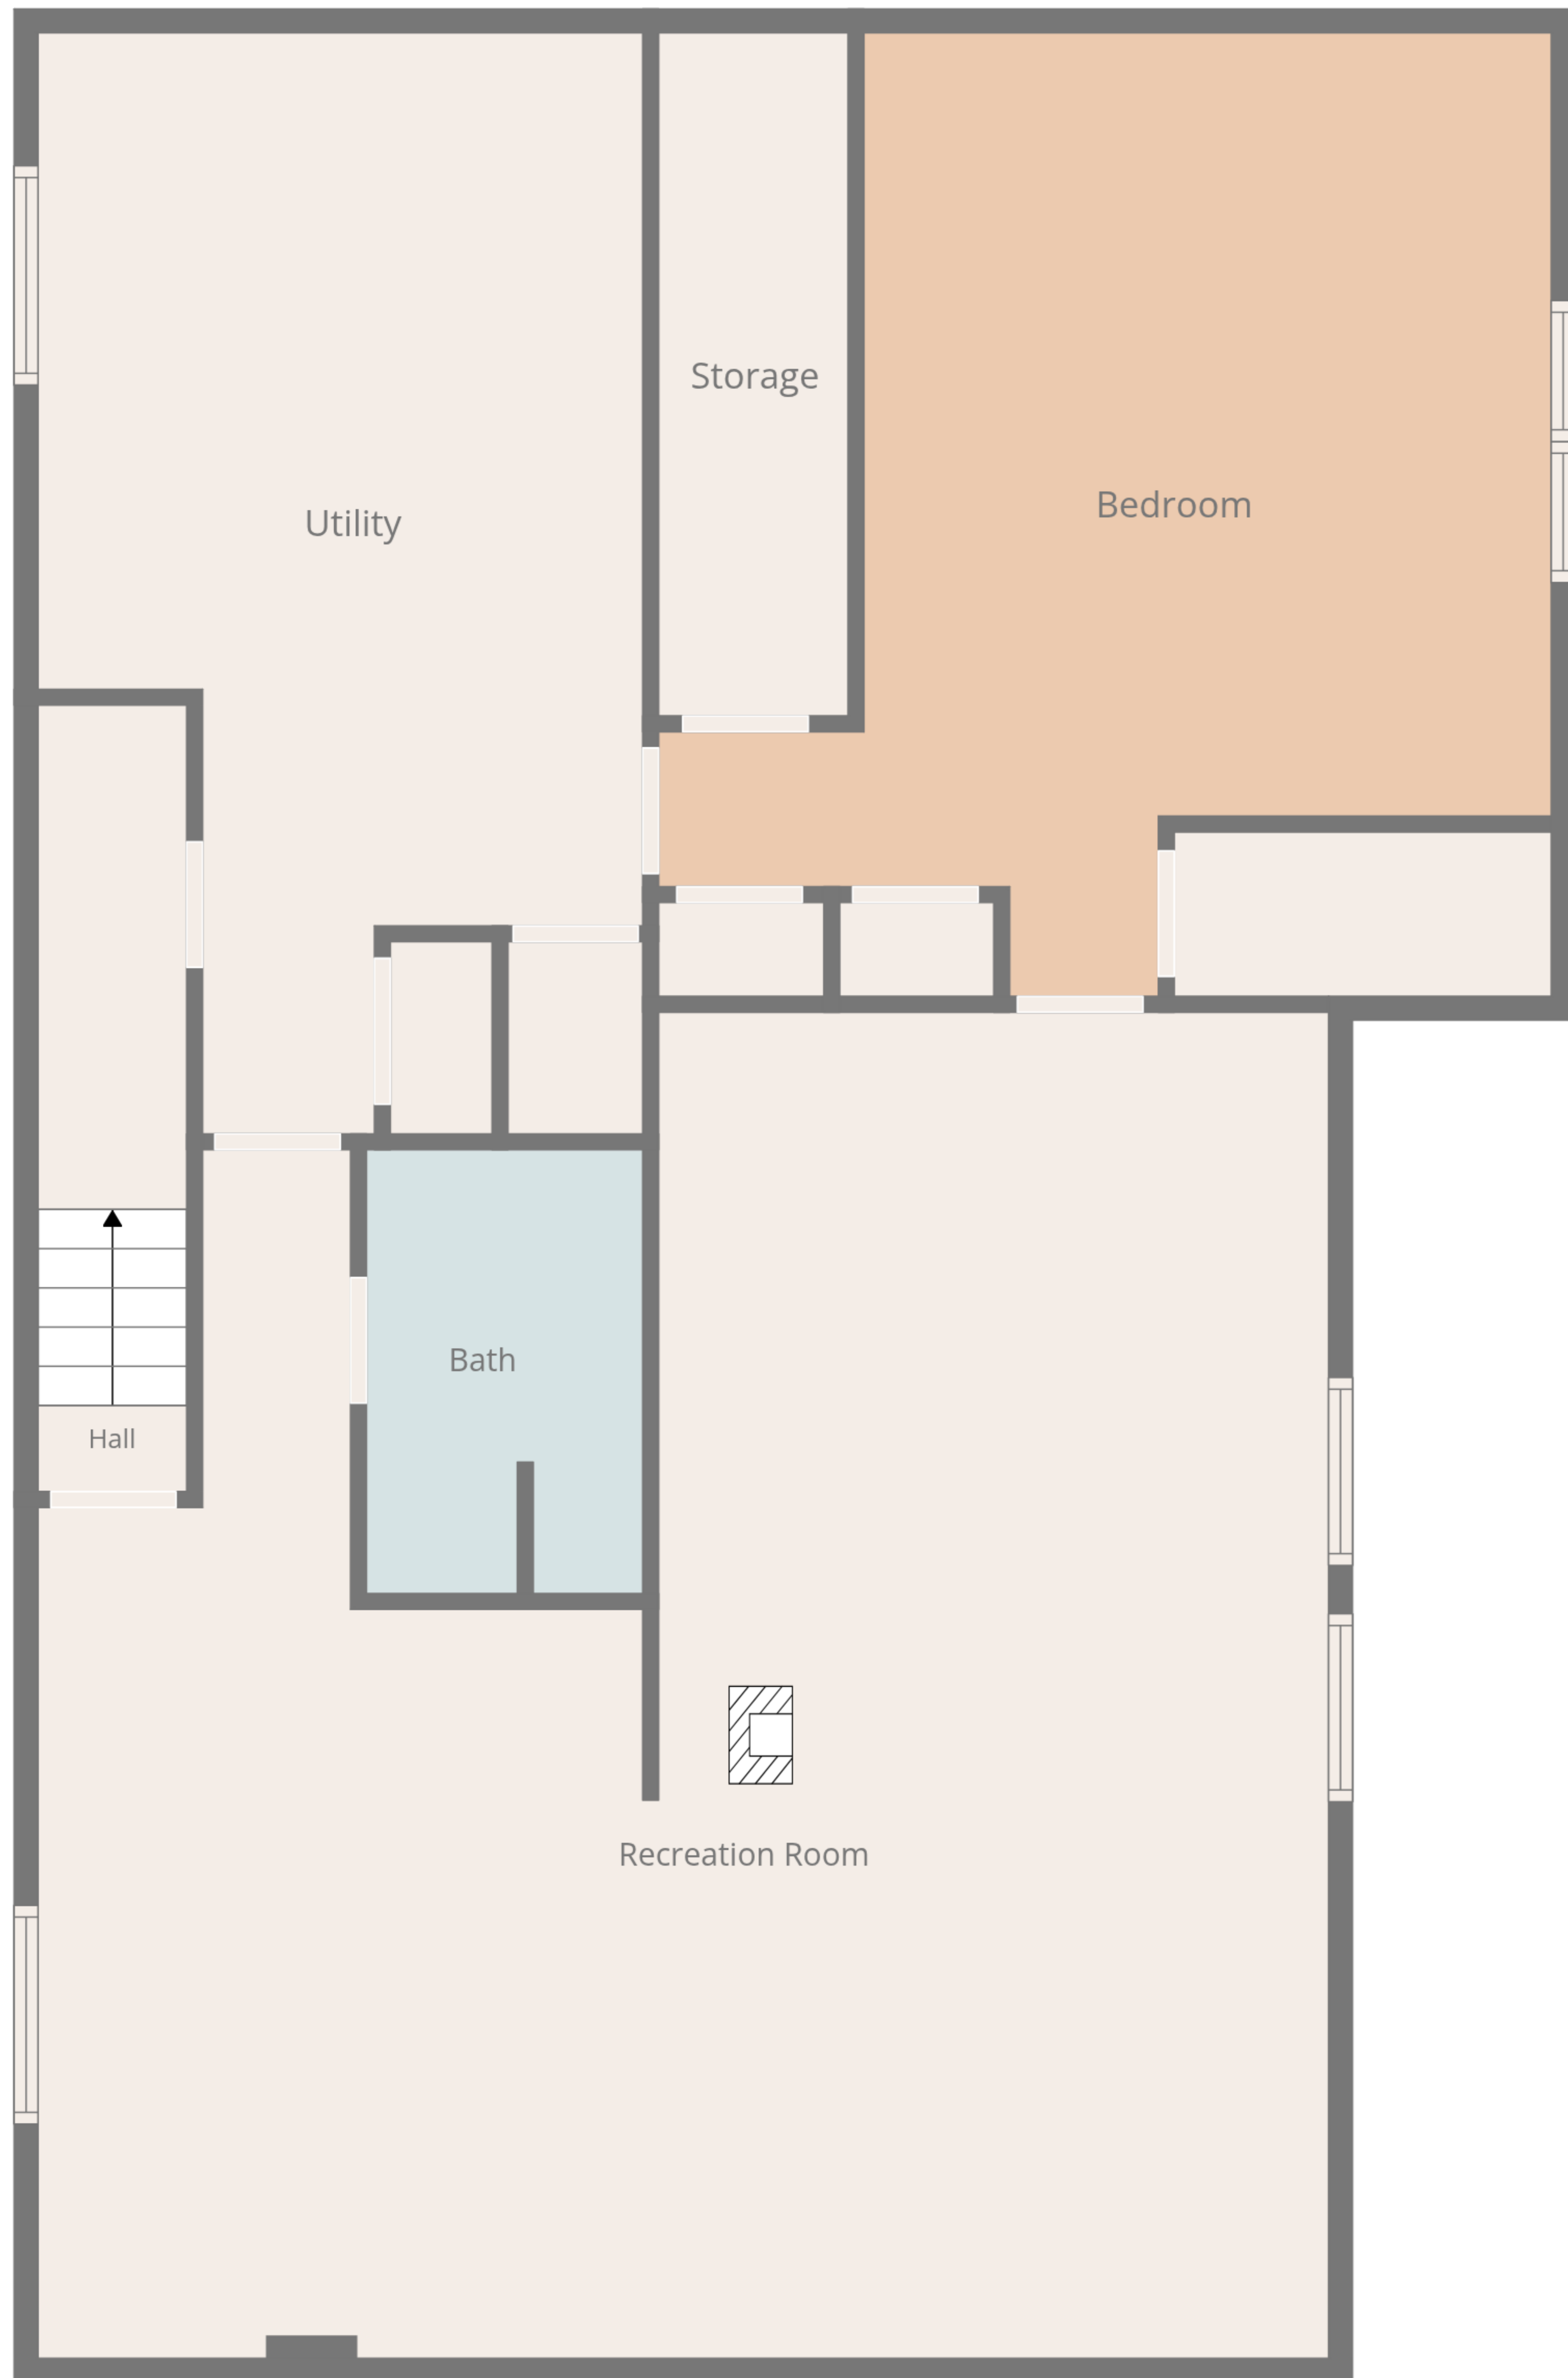 Storage
Bedroom
Utility
Bath
Hall
Recreation Room